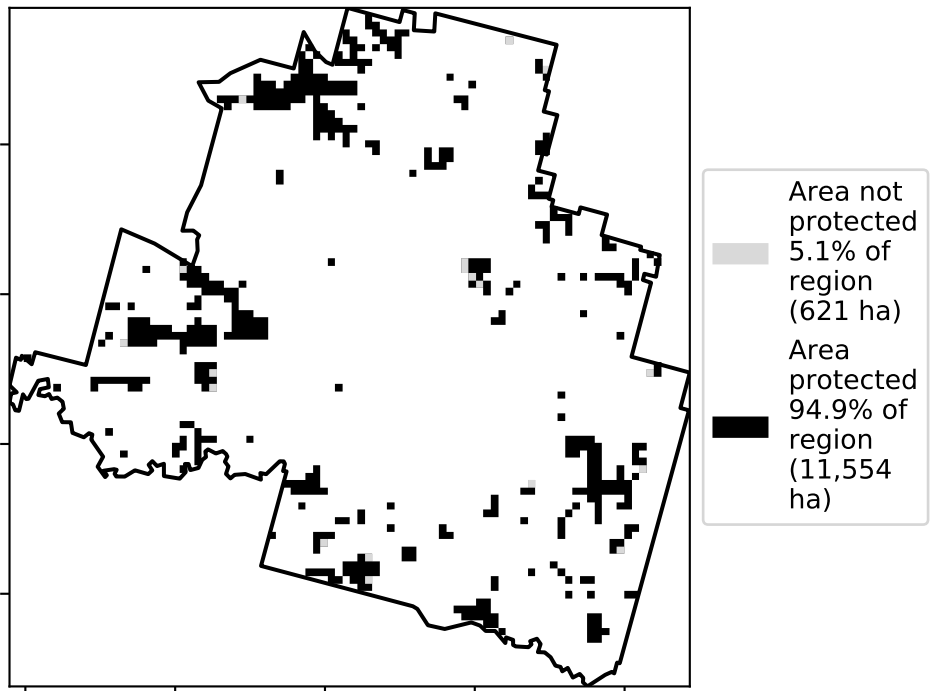 Area not
protected
5.1% of
region
(621 ha)
Area
protected
94.9% of
region
(11,554
ha)